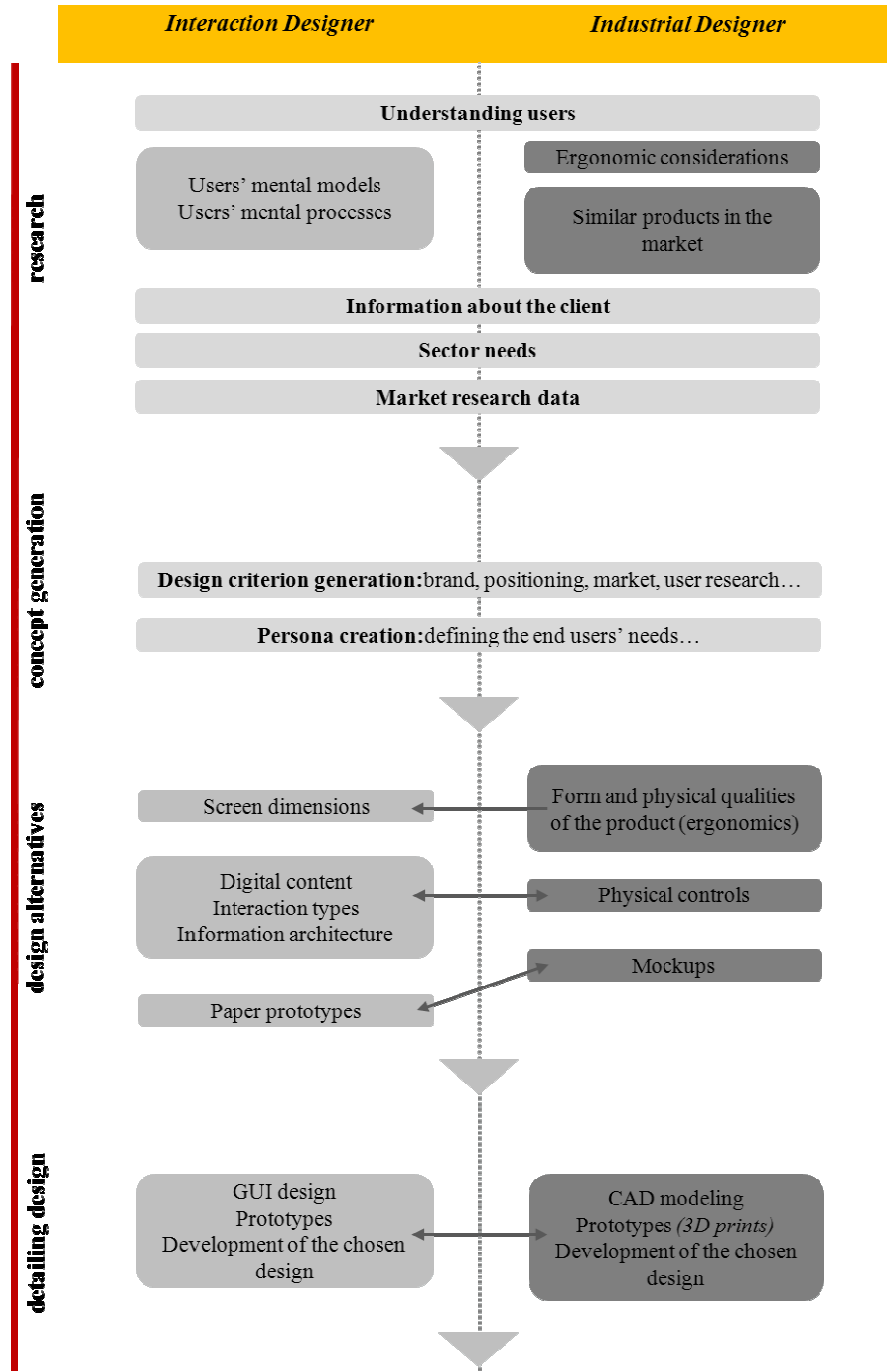 Interaction Designer
Industrial Designer
research
Understanding users
Users’ mental models
Users’ mental processes
Ergonomic considerations
Similar products in the
market
Information about the client
Sector needs
Market research data
concept generation
Design criterion generation:brand, positioning, market, user research…
Persona creation:defining the end users’ needs…
design alternatives
Screen dimensions
Form and physical qualities
of the product (ergonomics)
Digital content
Interaction types
Information architecture
Physical controls
Mockups
Paper prototypes
detailing design
GUI design
Prototypes
Development of the chosen
design
CAD modeling
Prototypes (3D prints)
Development of the chosen
design